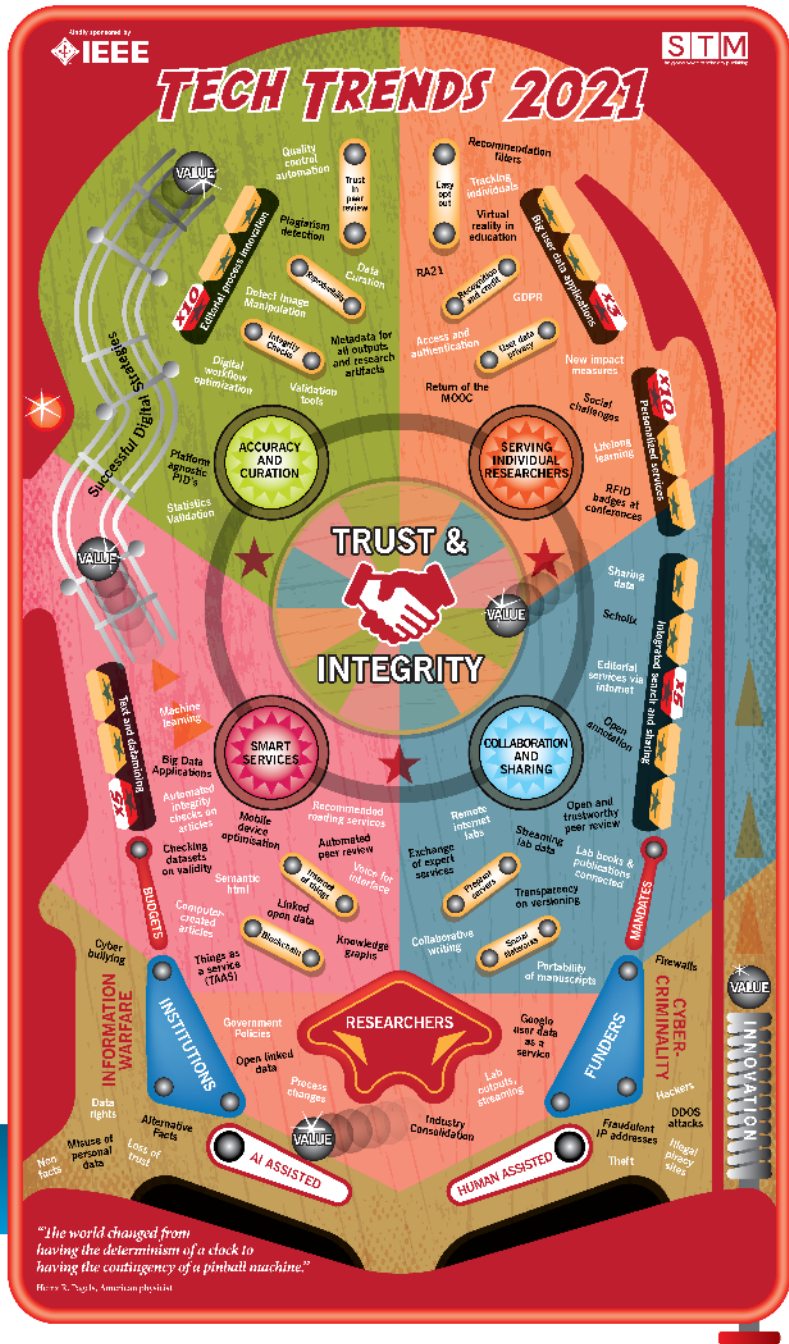 Kindly sponsored by
IEEE
STM
TECH TRENDS 2021
VALUE
Quality
control
automation
Trust
in
peer
review
Plagiarism
detection
Editorial process innovation
x10
Reproducibility
Data
Curation
Detect Image
Manipulation
Integrity
Checks
Metadata for
all outputs
and research
artifacts
Digital
workflow
optimization
Validation
tools
Successful Digital Strategies
Platform
agnostic
PID's
Statistics
Validation
ACCURACY
AND
CURATION
Easy
opt
out
Recommendation
filters
Tracking
individuals
Virtual
reality in
education
Big user data applications
x3
RA21
Recognition
and credit
GDPR
Access and
authentication
User data
privacy
New impact
measures
Return of the
MOOC
Social
challenges
x10
Personalized services
Lifelong
learning
RFID
badges at
conferences
SERVING
INDIVIDUAL
RESEARCHERS
TRUST &
INTEGRITY
VALUE
VALUE
Sharing
data
Scholix
Editorial
services via
internet
Integrated search and sharing
x5
Open
annotation
Text and datamining
x5
Machine
learning
SMART
SERVICES
COLLABORATION
AND
SHARING
Big Data
Applications
Automated
integrity
checks on
articles
Mobile
device
optimisation
Recommended
reading services
Checking
datasets
on validity
Automated
peer review
Semantic
html
Internet
of things
Voice for
interface
Computer-
created
articles
Linked
open data
Blockchain
Knowledge
graphs
Things as
a service
(TAAS)
BUDGETS
Remote
internet
labs
Open and
trustworthy
peer review
Exchange
of expert
services
Streaming
lab data
Lab books &
publications
connected
Preprint
servers
Transparency
on versioning
Collaborative
writing
Social
Networks
Portability
of manuscripts
MANDATES
Cyber
bullying
INFORMATION
WARFARE
INSTITUTIONS
Government
Policies
Open linked
data
Process
changes
RESEARCHERS
Google
user data
as a
service
Lab
outputs,
streaming
Industry
Consolidation
FUNDERS
Firewalls
CYBER-
CRIMINALITY
VALUE
INNOVATION
Data
rights
Alternative
Facts
Misuse of
personal
data
Non
facts
Loss of
trust
VALUE
AI ASSISTED
HUMAN ASSISTED
Hackers
DDOS
attacks
Fraudulent
IP addresses
Theft
Illegal
piracy
sites
“The world changed from
having the determinism of a clock to
having the contingency of a pinball machine.”
Heinz R. Pagels, American physicist